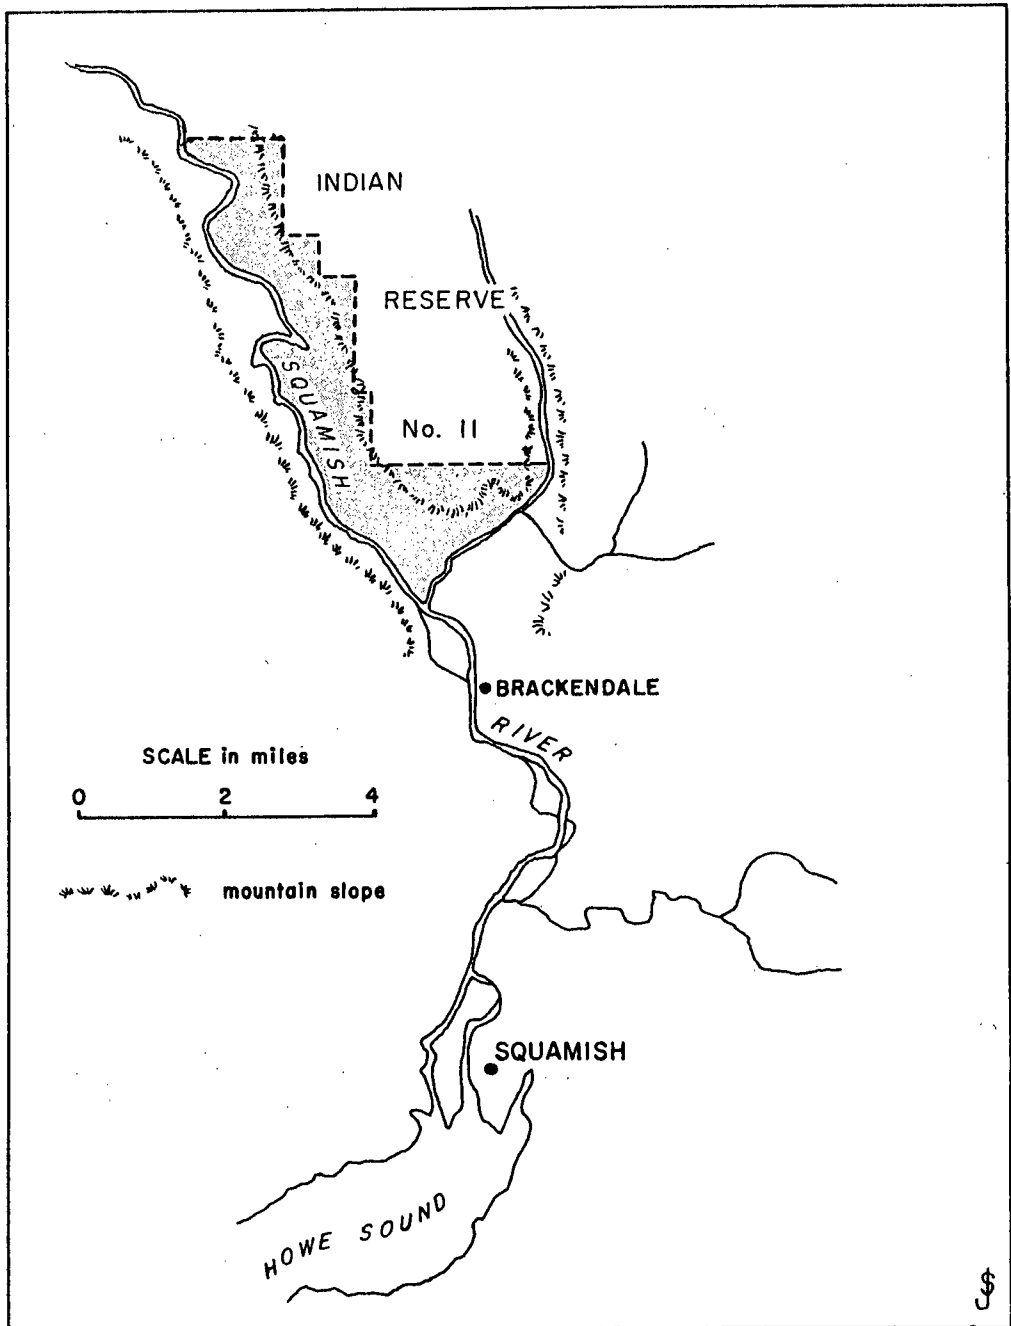 INDIAN
RESERVE
No. 11
SQUAMISH
BRACKENDALE
RIVER
SCALE in miles
0 2 4
mountain slope
SQUAMISH
HOWE SOUND